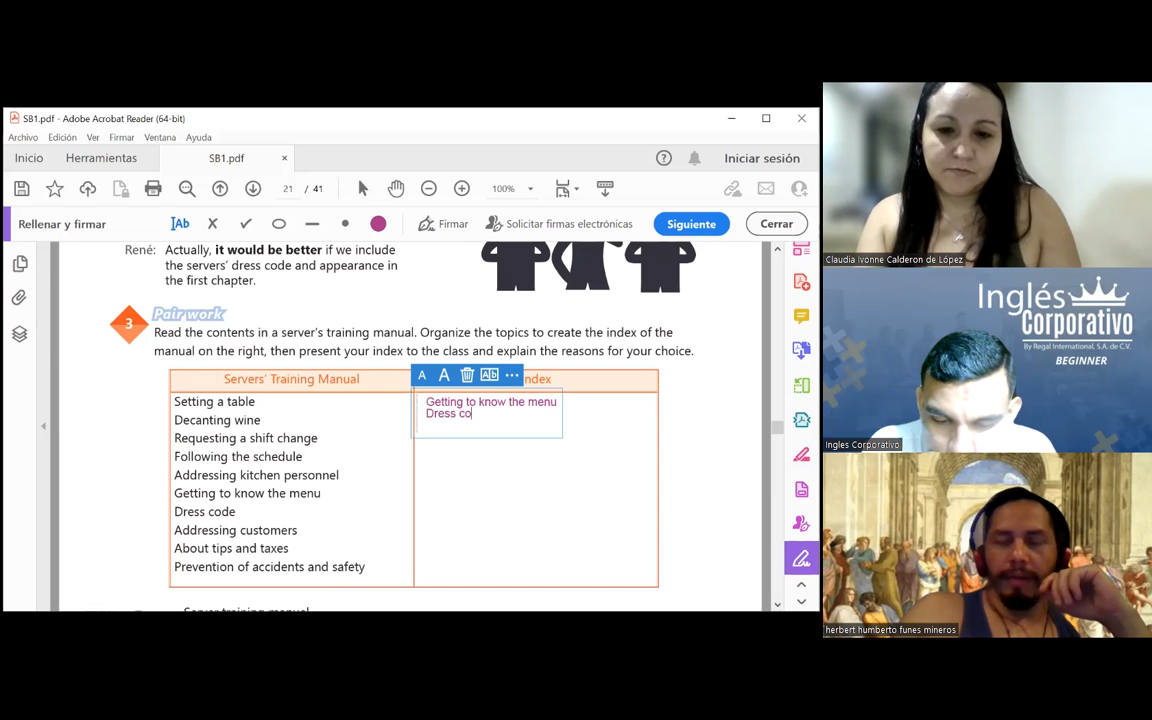 SB1.pdf - Adobe Acrobat Reader (64-bit)
Archivo Edición Ver Firmar Ventana Ayuda
Inicio Herramientas SB1.pdf × Iniciar sesión
21 / 41 100%
Rellenar y firmar Ab Firmar Solicitar firmas electrónicas Siguiente Cerrar
René: Actually, it would be better if we include
the servers' dress code and appearance in
the first chapter.
3 Pair work
Read the contents in a server's training manual. Organize the topics to create the index of the
manual on the right, then present your index to the class and explain the reasons for your choice.
Servers' Training Manual
A A Ab
ndex
Setting a table
Decanting wine
Requesting a shift change
Following the schedule
Addressing kitchen personnel
Getting to know the menu
Dress code
Addressing customers
About tips and taxes
Prevention of accidents and safety
Getting to know the menu
Dress co
Server training manual
Claudia Ivonne Calderon de López
Inglés
Corporativo
By Regal International, S.A. de C.V.
BEGINNER
Ingles Corporativo
herbert humberto funes mineros